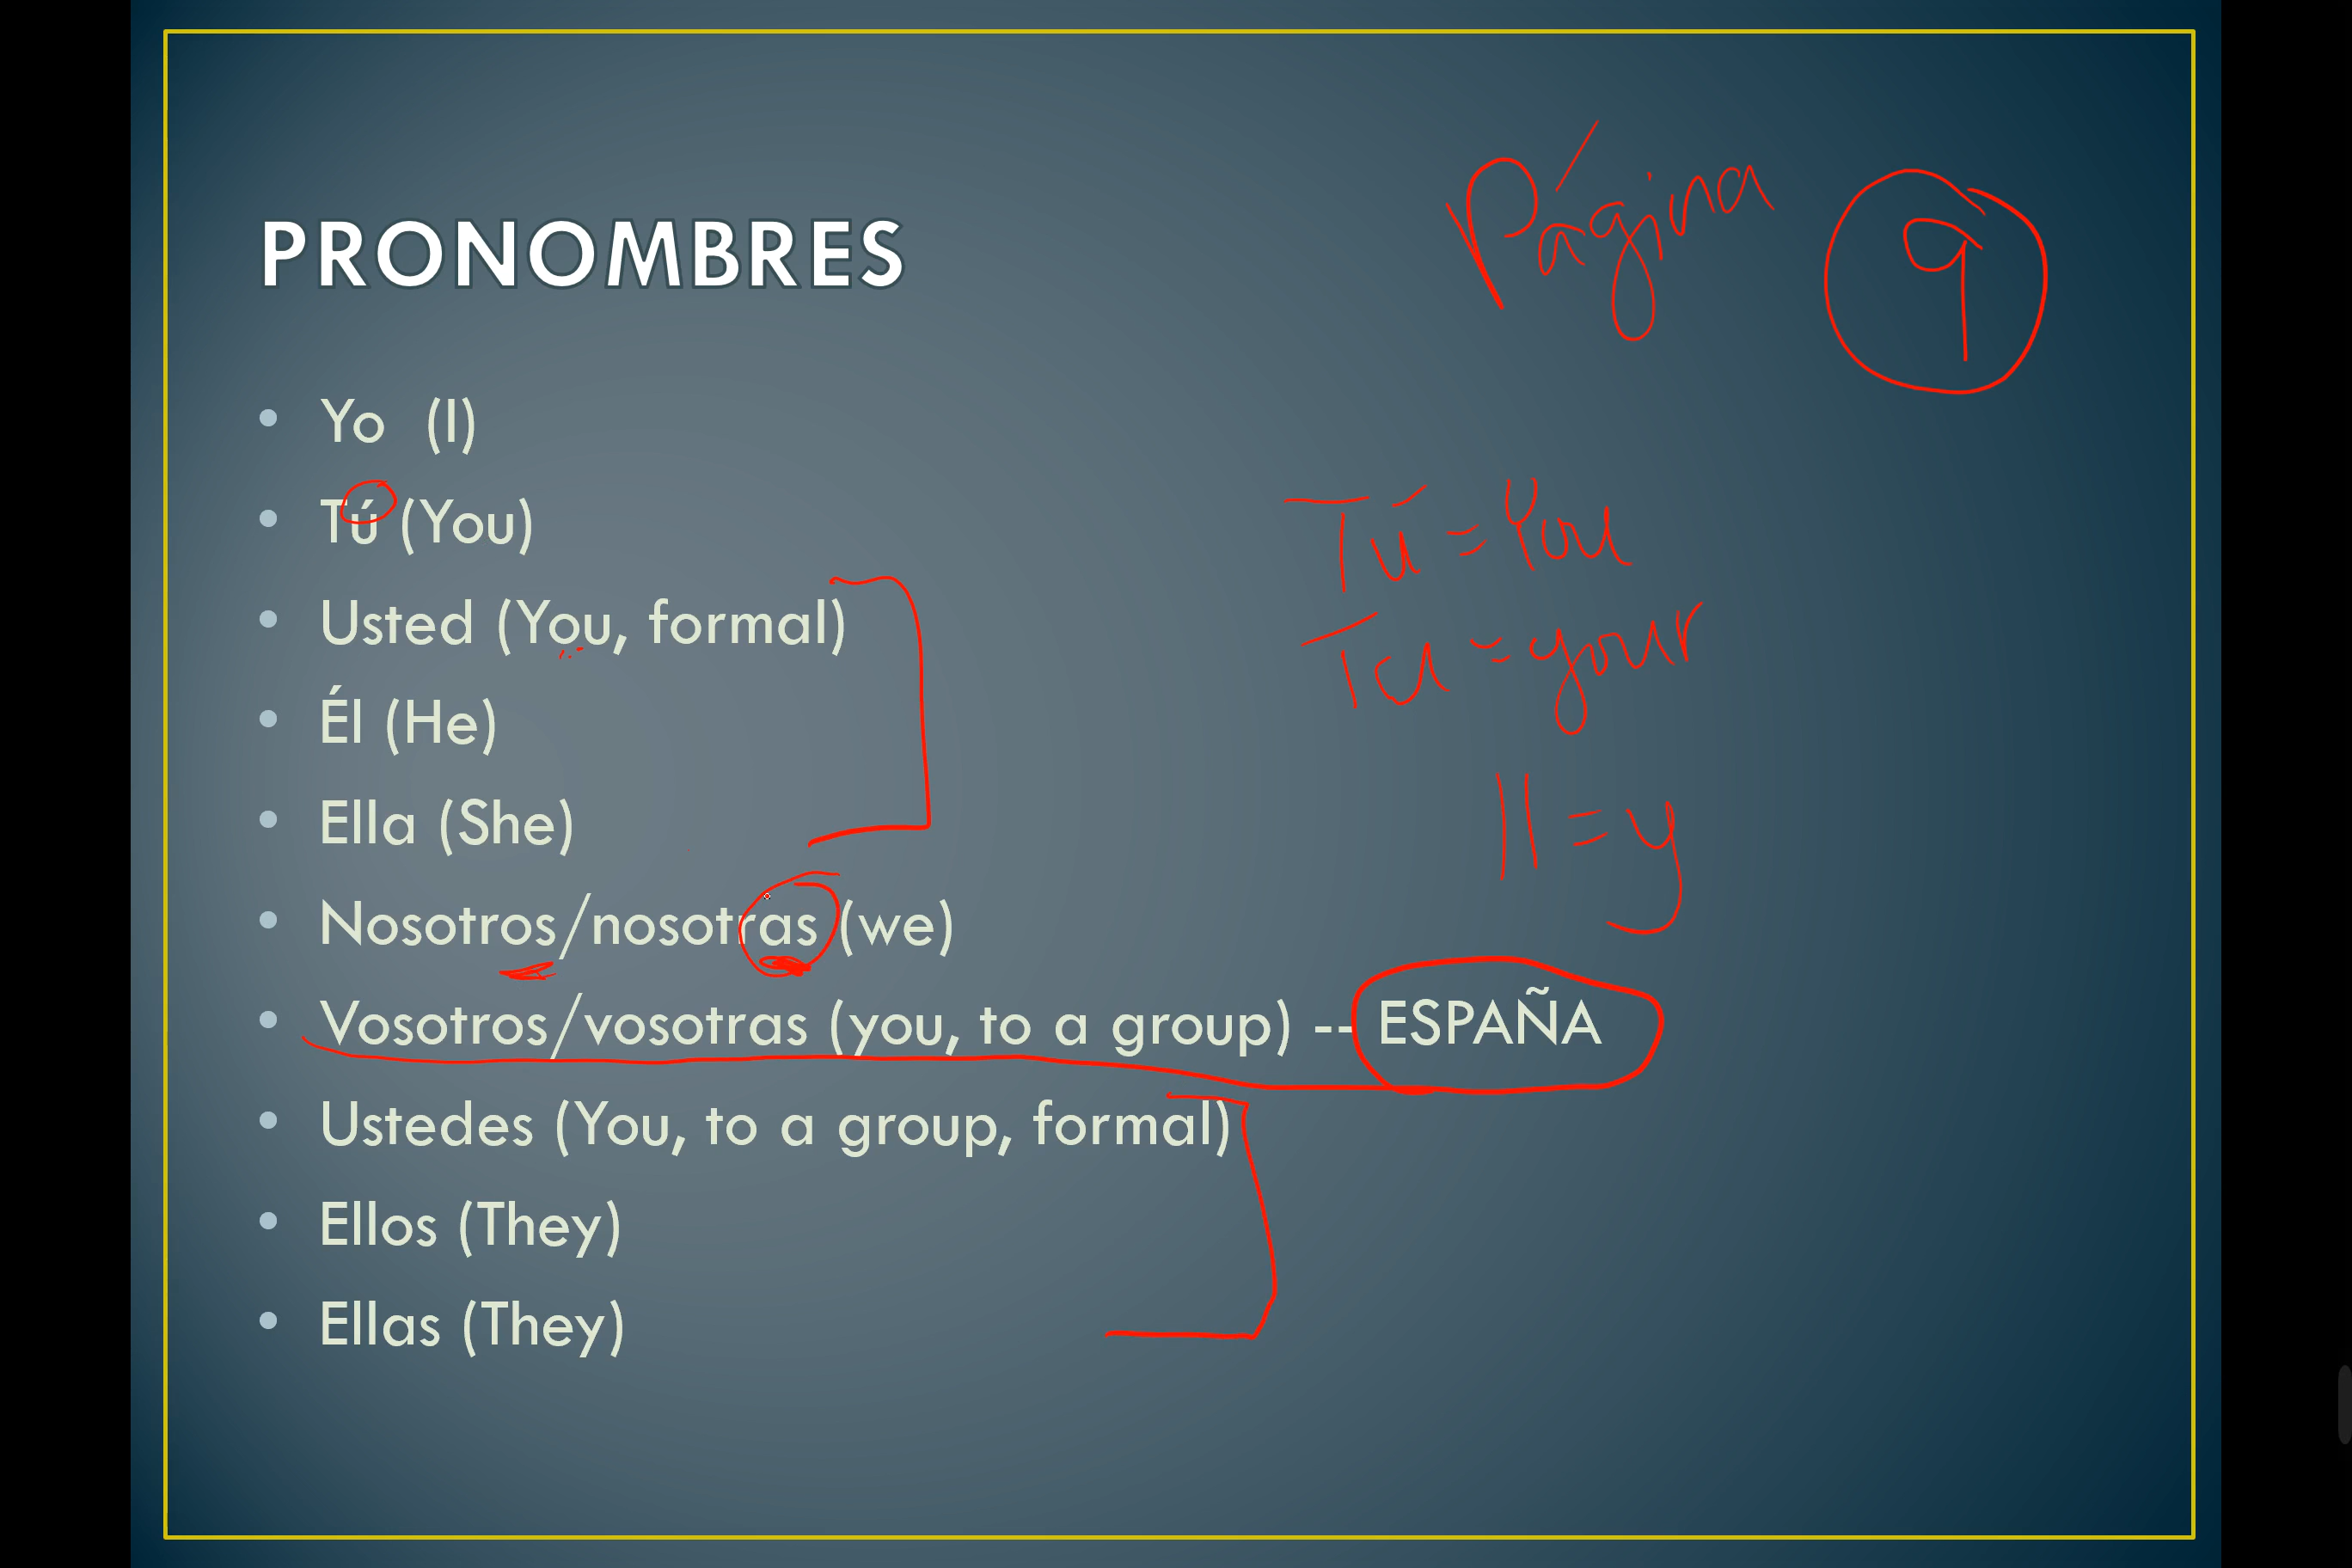 Página 9
PRONOMBRES
Yo (I)
Tú (You)
Tú = You
Usted (You, formal)
Tu = your
Él (He)
Ella (She)
ll = y
Nosotros/nosotras (we)
Vosotros/vosotras (you, to a group) -- ESPAÑA
Ustedes (You, to a group, formal)
Ellos (They)
Ellas (They)